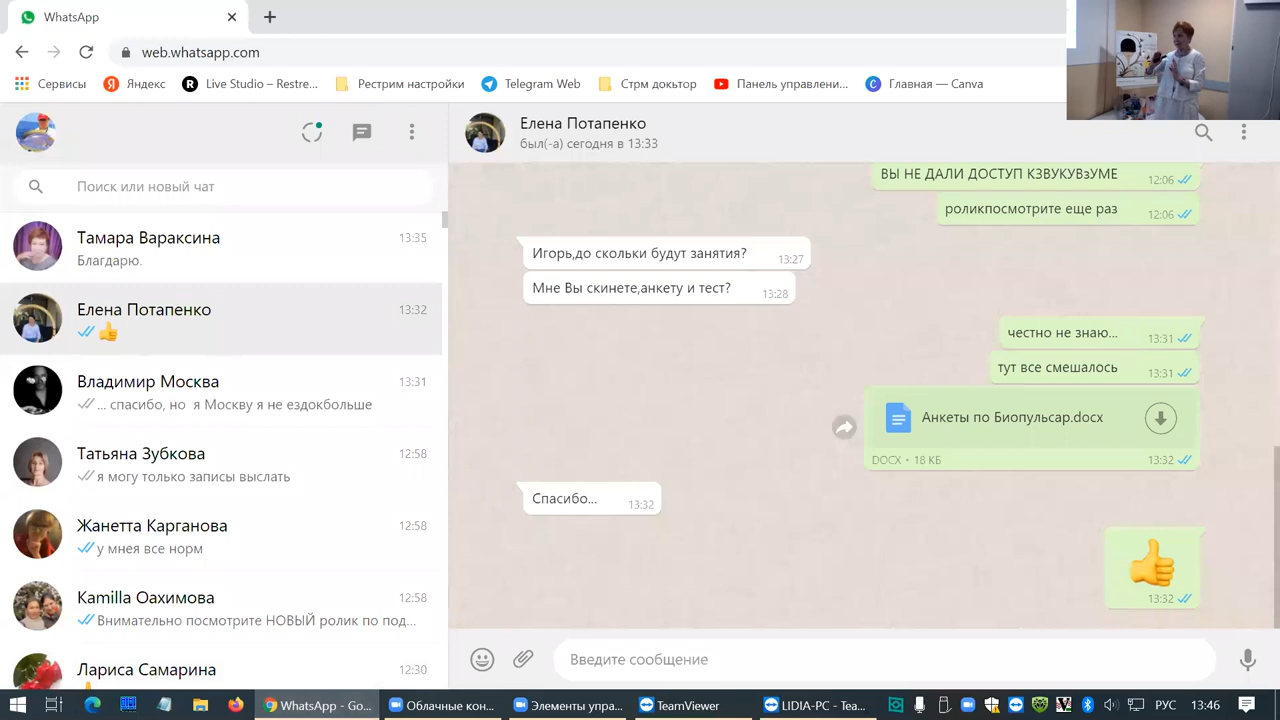 WhatsApp
web.whatsapp.com
Сервисы
Яндекс
Live Studio – Restre...
Рестрим настройки
Telegram Web
Стрм докьтор
Панель управлени...
Главная — Canva
Елена Потапенко
был(-а) сегодня в 13:33
Поиск или новый чат
Тамара Вараксина 13:35
Благдарю.
Елена Потапенко 13:32
Владимир Москва 13:31
... спасибо, но я Москву я не ездокбольше
Татьяна Зубкова 12:58
я могу только записы выслать
Жанетта Карганова 12:58
у мнея все норм
Kamilla Оахимова 12:58
Внимательно посмотрите НОВЫЙ ролик по под...
Лариса Самарина 12:30
ВЫ НЕ ДАЛИ ДОСТУП КЗВУКУВзУМЕ 12:06
роликпосмотрите еще раз 12:06
Игорь,до скольки будут занятия? 13:27
Мне Вы скинете,анкету и тест? 13:28
честно не знаю... 13:31
тут все смешалось 13:31
Анкеты по Биопульсар.docx
DOCX • 18 КБ 13:32
Спасибо... 13:32
13:32
Введите сообщение
WhatsApp - Go...
Облачные кон...
Элементы упра...
TeamViewer
LIDIA-PC - Tea...
РУС
13:46